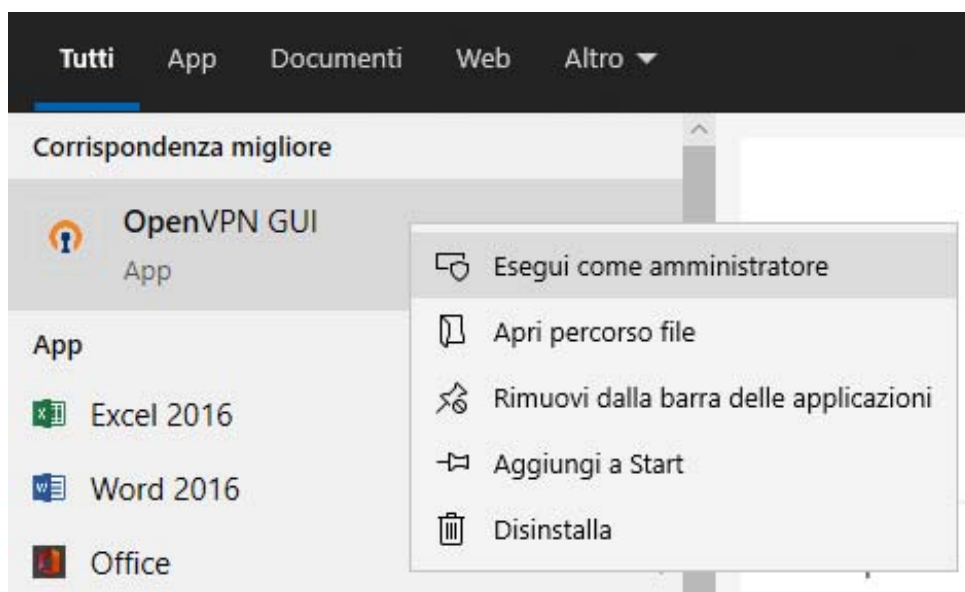 Tutti App Documenti Web Altro
Corrispondenza migliore
OpenVPN GUI
App
Esegui come amministratore
Apri percorso file
Rimuovi dalla barra delle applicazioni
Aggiungi a Start
Disinstalla
App
Excel 2016
Word 2016
Office